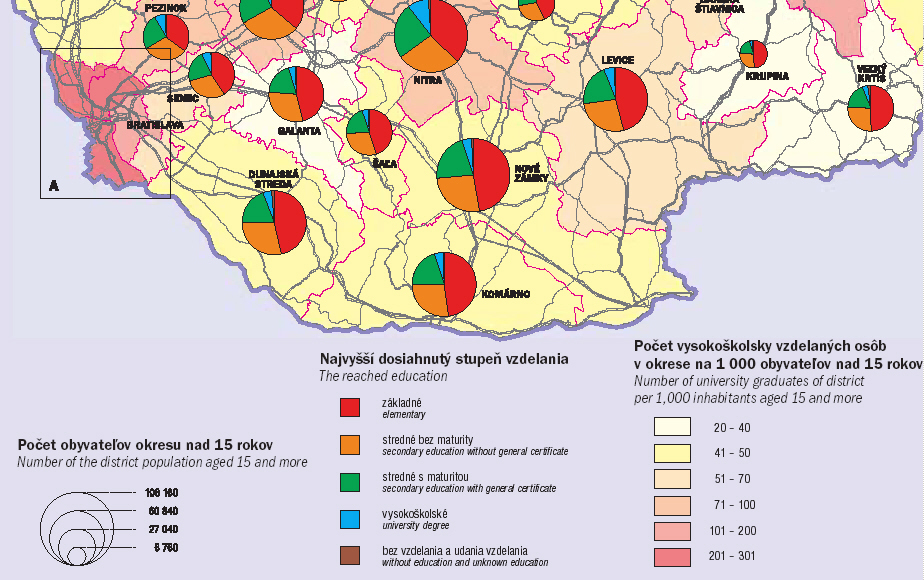 PEZINOK
ŠTIAVNICA
NITRA
LEVICE
KRUPINA
VEĽKÝ
KRTÍŠ
SENEC
BRATISLAVA
GALANTA
ŠAĽA
A
DUNAJSKÁ
STREDA
NOVÉ
ZÁMKY
KOMÁRNO
Počet obyvateľov okresu nad 15 rokov
Number of the district population aged 15 and more
106 160
60 840
27 040
6 760
Najvyšší dosiahnutý stupeň vzdelania
The reached education
základné
elementary
stredné bez maturity
secondary education without general certificate
stredné s maturitou
secondary education with general certificate
vysokoškolské
university degree
bez vzdelania a udania vzdelania
without education and unknown education
Počet vysokoškolsky vzdelaných osôb
v okrese na 1 000 obyvateľov nad 15 rokov
Number of university graduates of district
per 1,000 inhabitants aged 15 and more
20 – 40
41 – 50
51 – 70
71 – 100
101 – 200
201 – 301